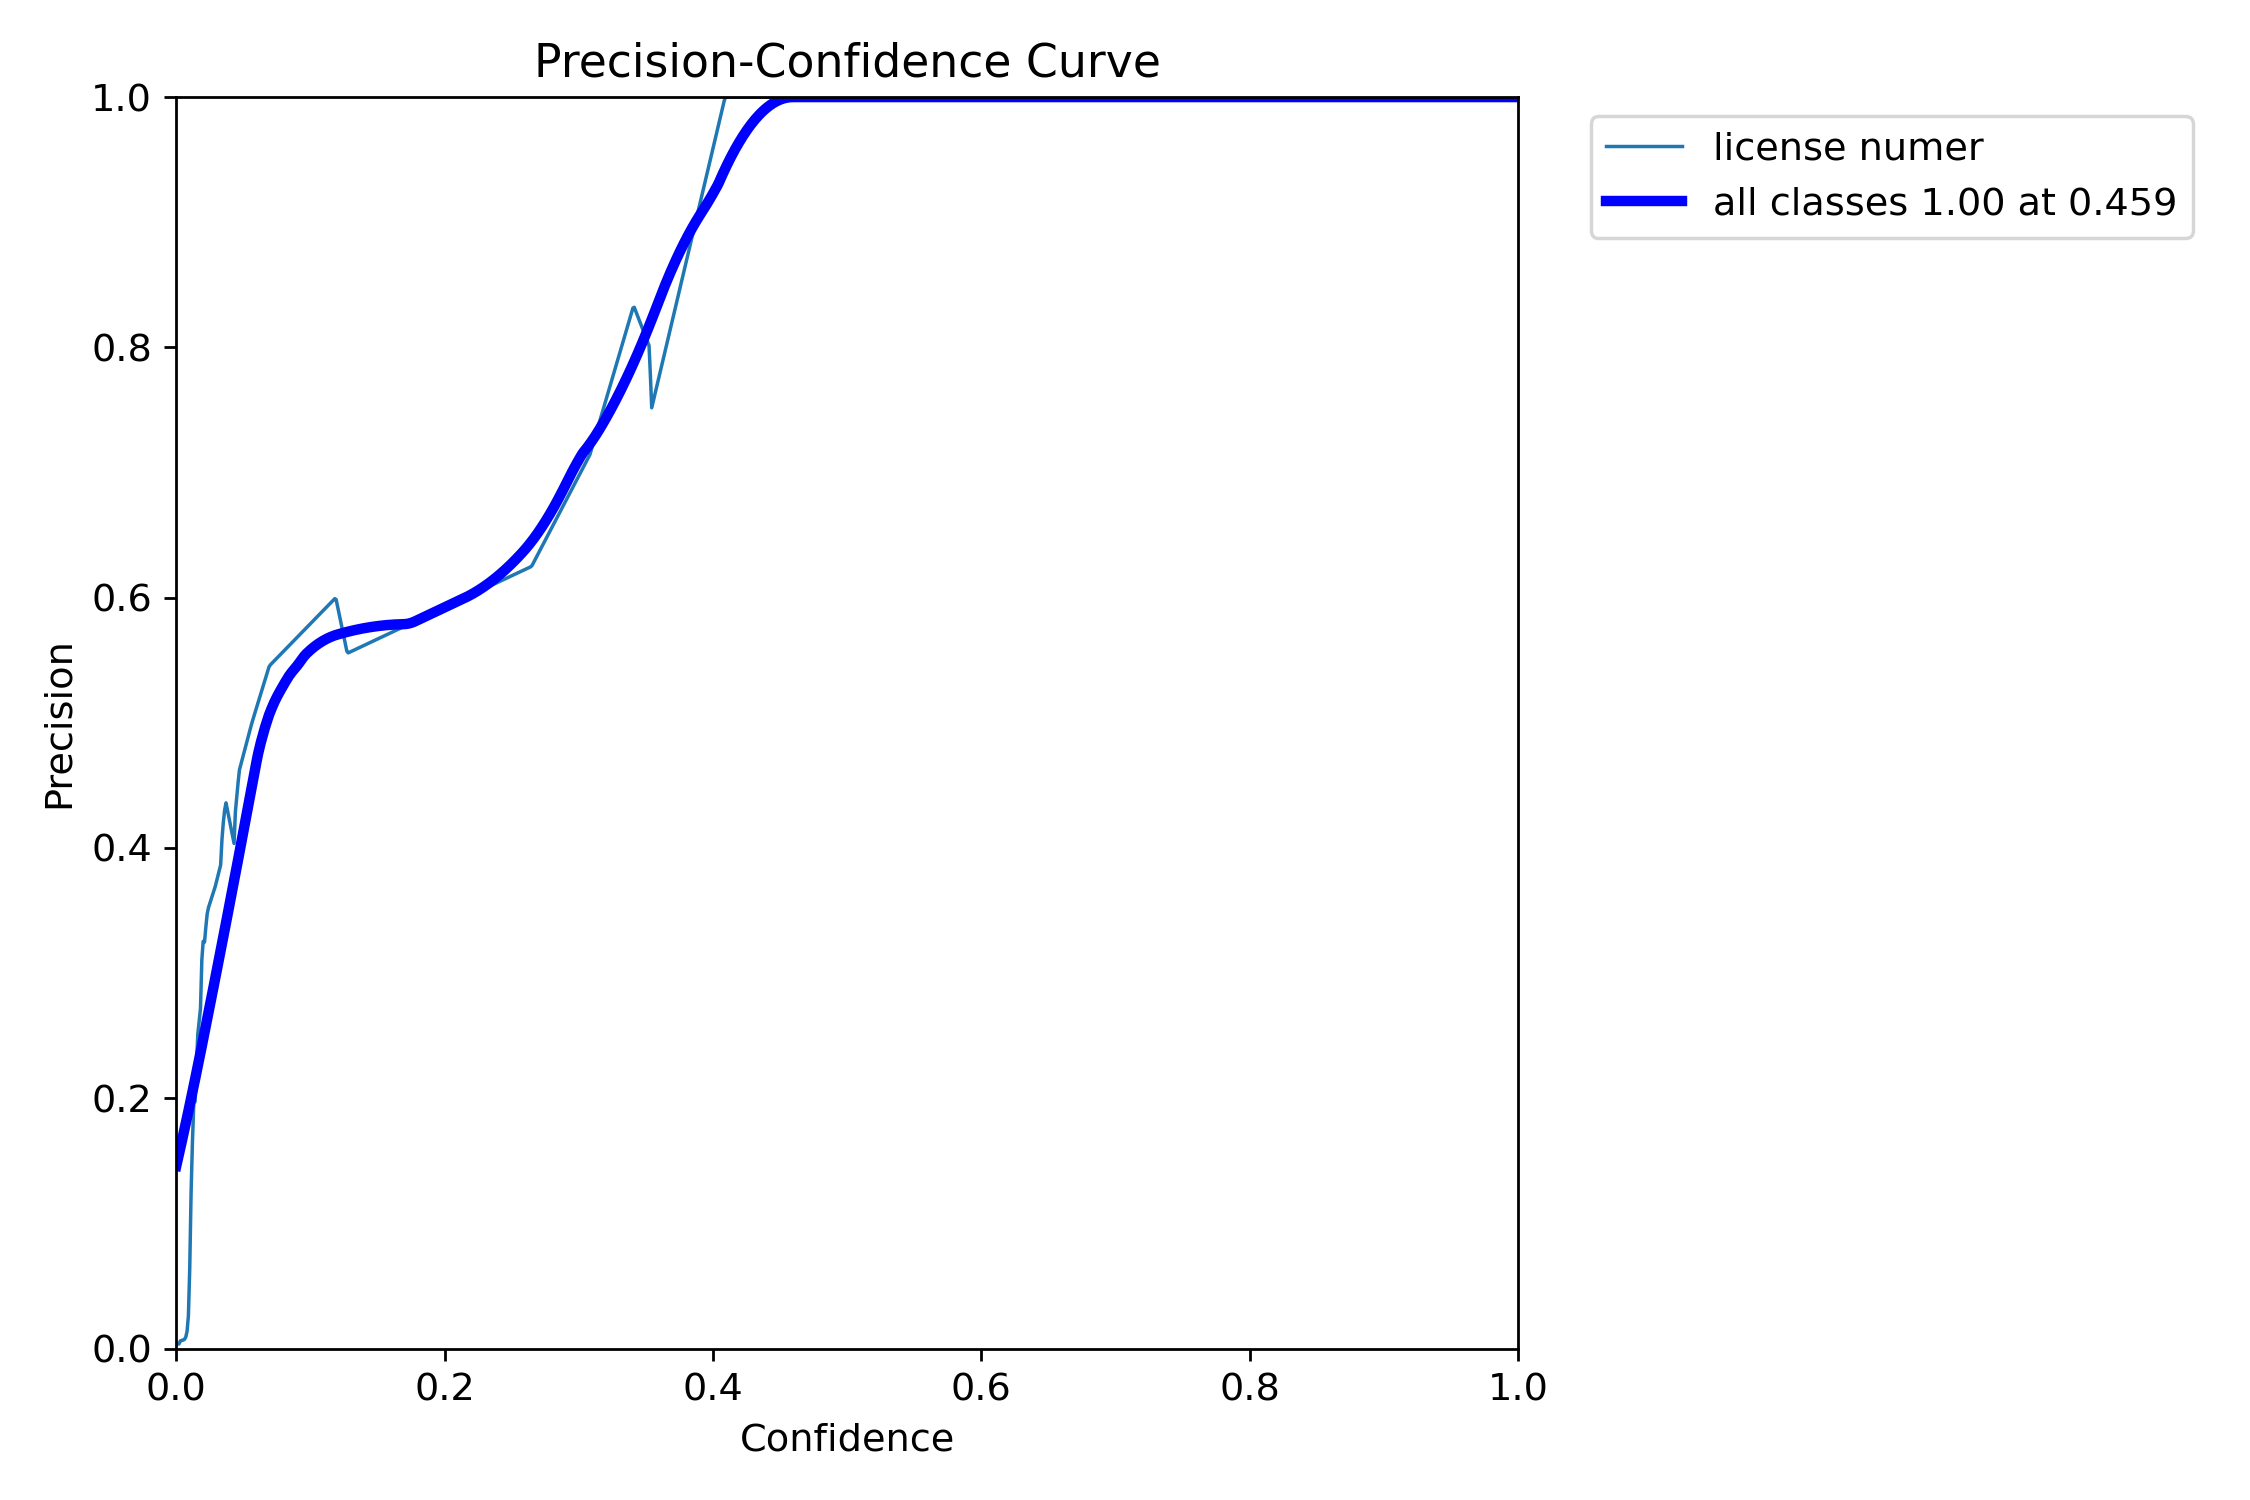 Precision-Confidence Curve
license numer
all classes 1.00 at 0.459
1.0
0.8
0.6
0.4
0.2
0.0
Precision
0.0 0.2 0.4 0.6 0.8 1.0
Confidence